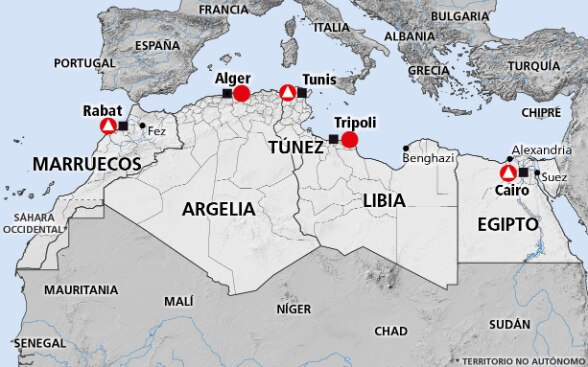 FRANCIA
BULGARIA
ITALIA
ALBANIA
ESPAÑA
PORTUGAL
GRECIA
TURQUÍA
Alger
Tunis
CHIPRE
Rabat
Fez
Tripoli
TÚNEZ
Alexandria
Benghazi
MARRUECOS
Suez
Cairo
ARGELIA
LIBIA
SÁHARA
OCCIDENTAL*
EGIPTO
MAURITANIA
MALÍ
NÍGER
CHAD
SUDÁN
SENEGAL
* TERRITORIO NO AUTÓNOMO